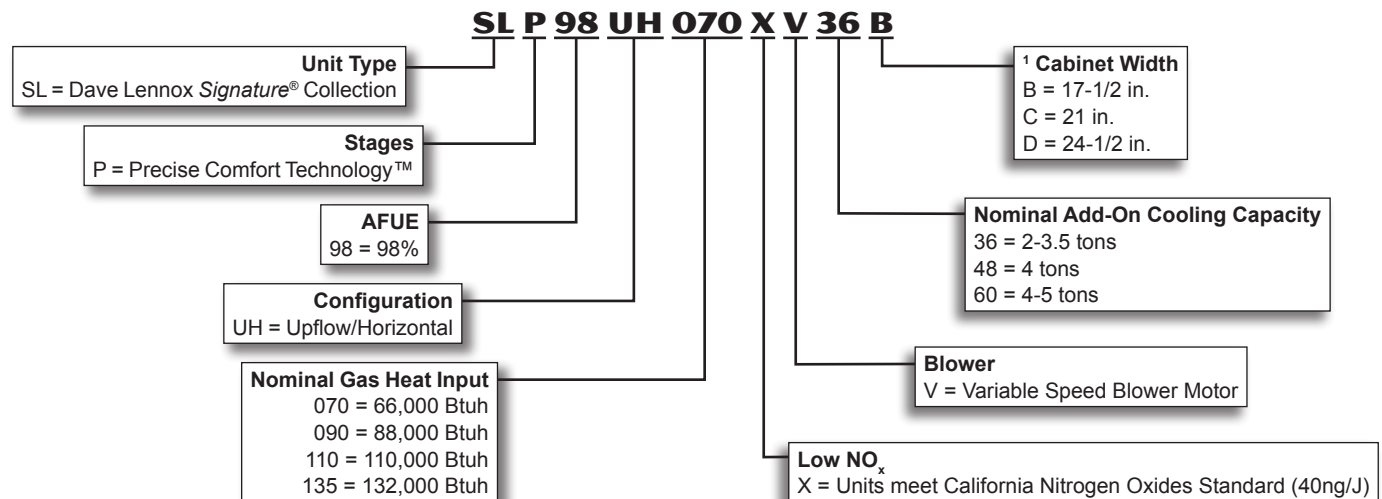 SL P 98 UH 070 X V 36 B
Unit Type
SL = Dave Lennox Signature® Collection
Stages
P = Precise Comfort Technology™
AFUE
98 = 98%
Configuration
UH = Upflow/Horizontal
Nominal Gas Heat Input
070 = 66,000 Btuh
090 = 88,000 Btuh
110 = 110,000 Btuh
135 = 132,000 Btuh
¹ Cabinet Width
B = 17-1/2 in.
C = 21 in.
D = 24-1/2 in.
Nominal Add-On Cooling Capacity
36 = 2-3.5 tons
48 = 4 tons
60 = 4-5 tons
Blower
V = Variable Speed Blower Motor
Low NOₓ
X = Units meet California Nitrogen Oxides Standard (40ng/J)